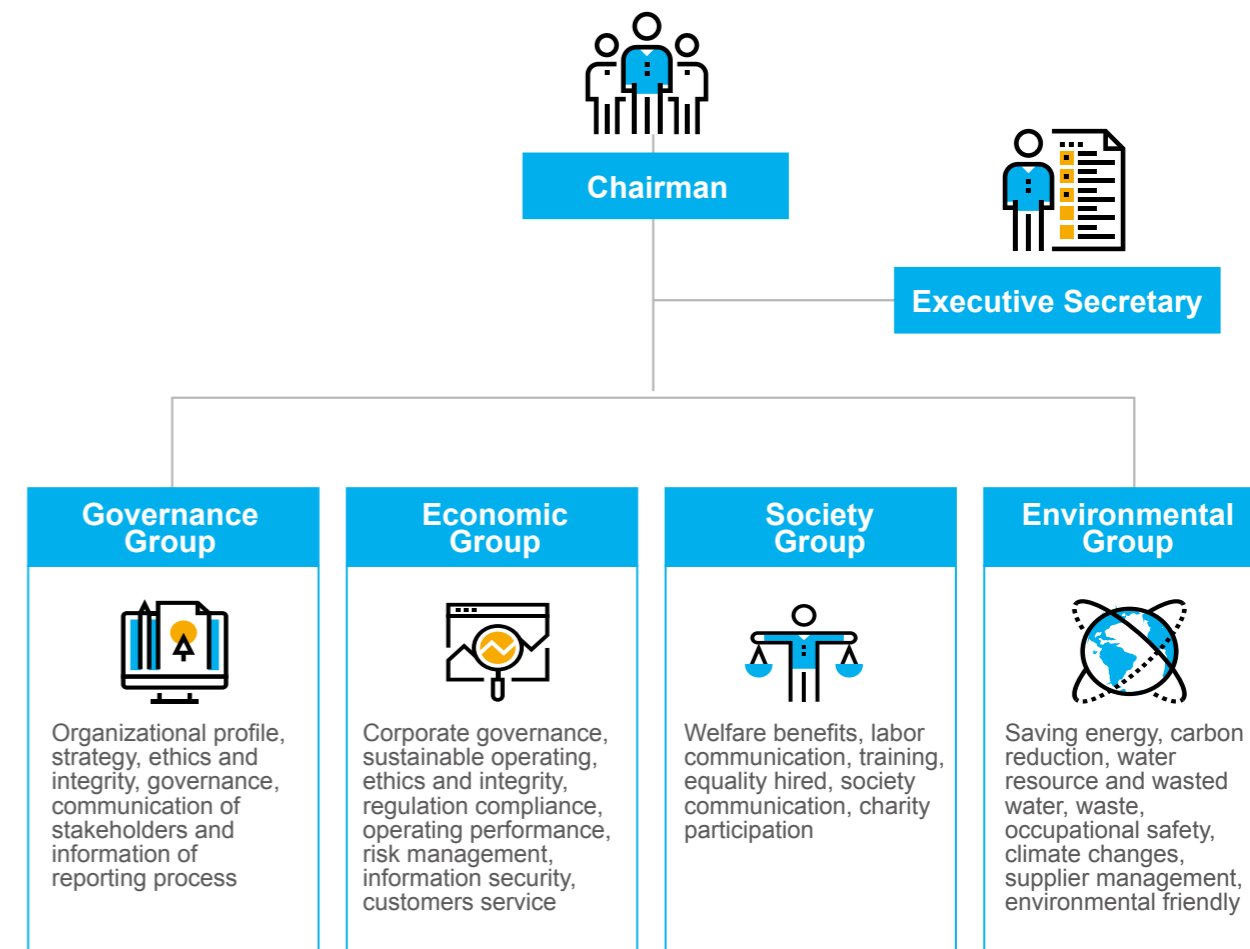 Chairman
Executive Secretary
Governance
Group
Organizational profile,
strategy, ethics and
integrity, governance,
communication of
stakeholders and
information of
reporting process
Economic
Group
Corporate governance,
sustainable operating,
ethics and integrity,
regulation compliance,
operating performance,
risk management,
information security,
customers service
Society
Group
Welfare benefits, labor
communication, training,
equality hired, society
communication, charity
participation
Environmental
Group
Saving energy, carbon
reduction, water
resource and wasted
water, waste,
occupational safety,
climate changes,
supplier management,
environmental friendly